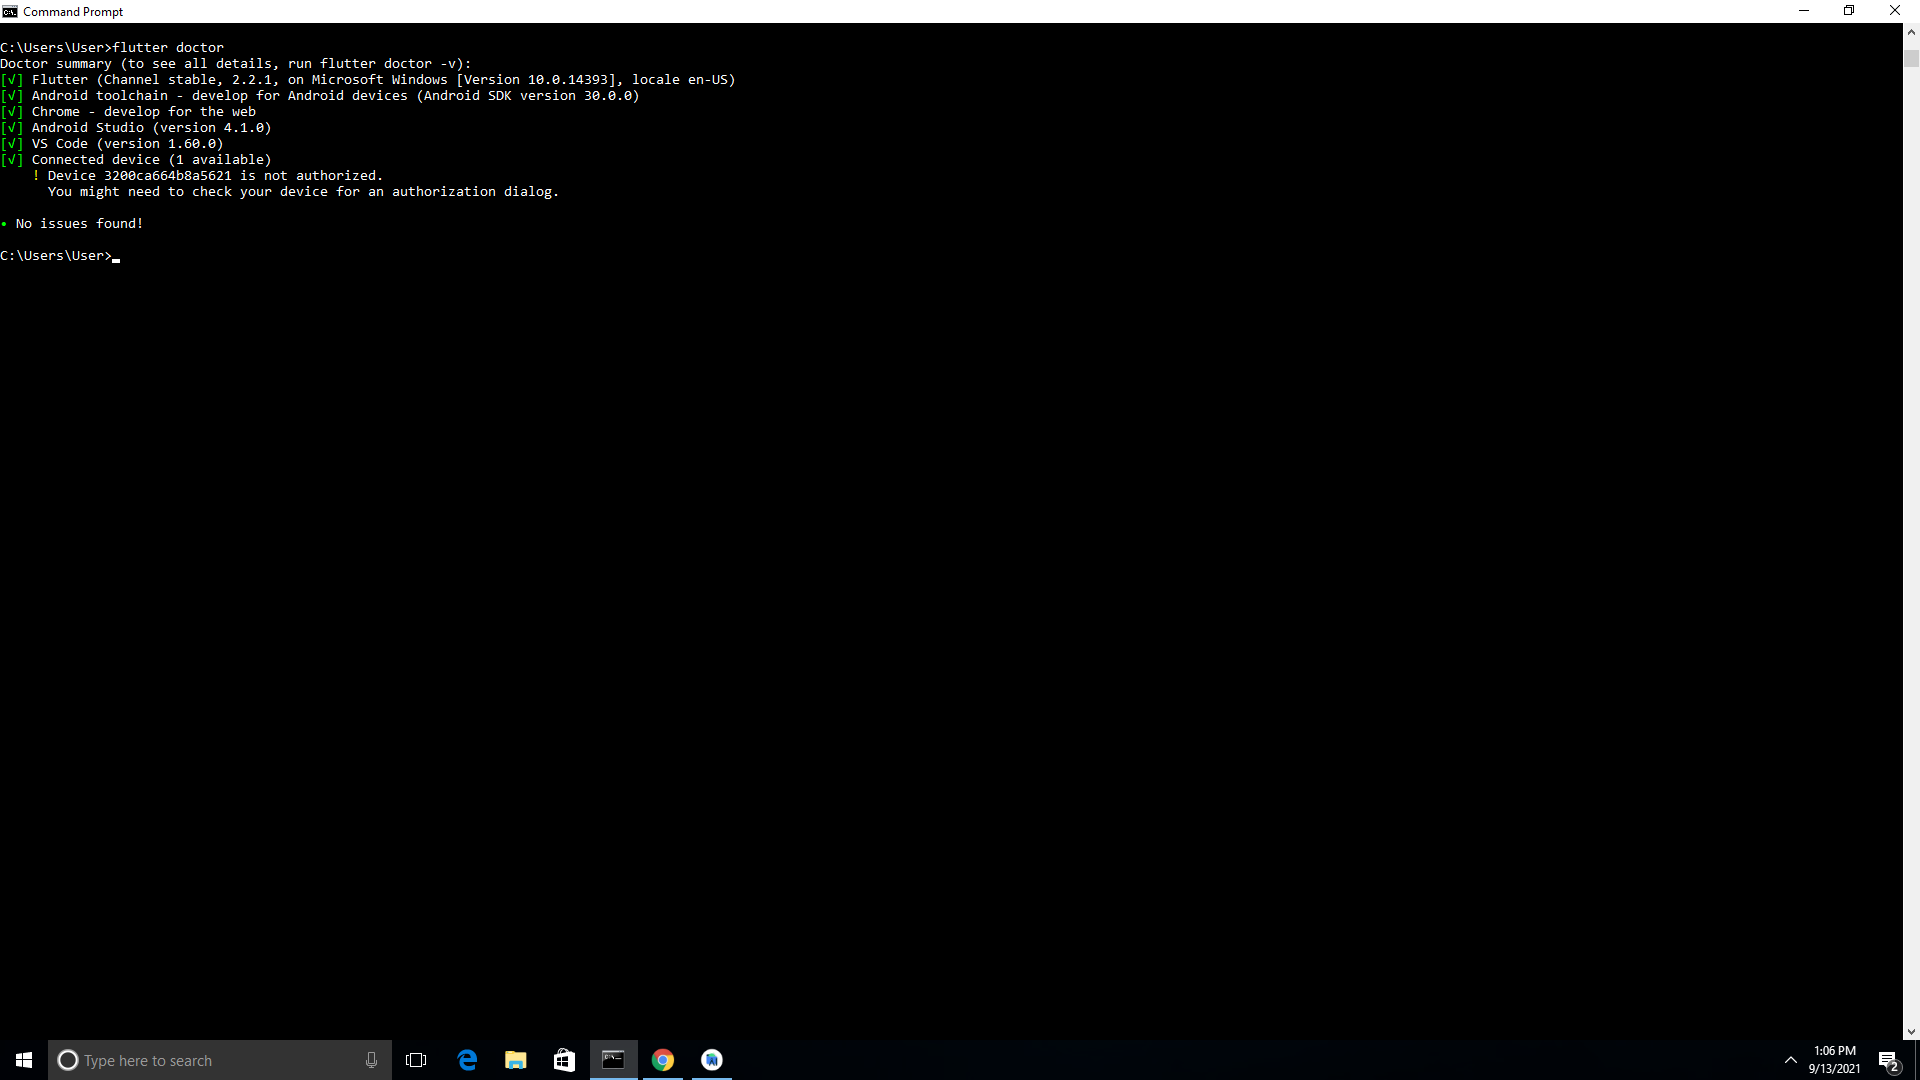 Command Prompt
C:\Users\User>flutter doctor
Doctor summary (to see all details, run flutter doctor -v):
[√] Flutter (Channel stable, 2.2.1, on Microsoft Windows [Version 10.0.14393], locale en-US)
[√] Android toolchain - develop for Android devices (Android SDK version 30.0.0)
[√] Chrome - develop for the web
[√] Android Studio (version 4.1.0)
[√] VS Code (version 1.60.0)
[√] Connected device (1 available)
! Device 3200ca664b8a5621 is not authorized.
You might need to check your device for an authorization dialog.
• No issues found!
C:\Users\User>
Type here to search
1:06 PM
9/13/2021
2